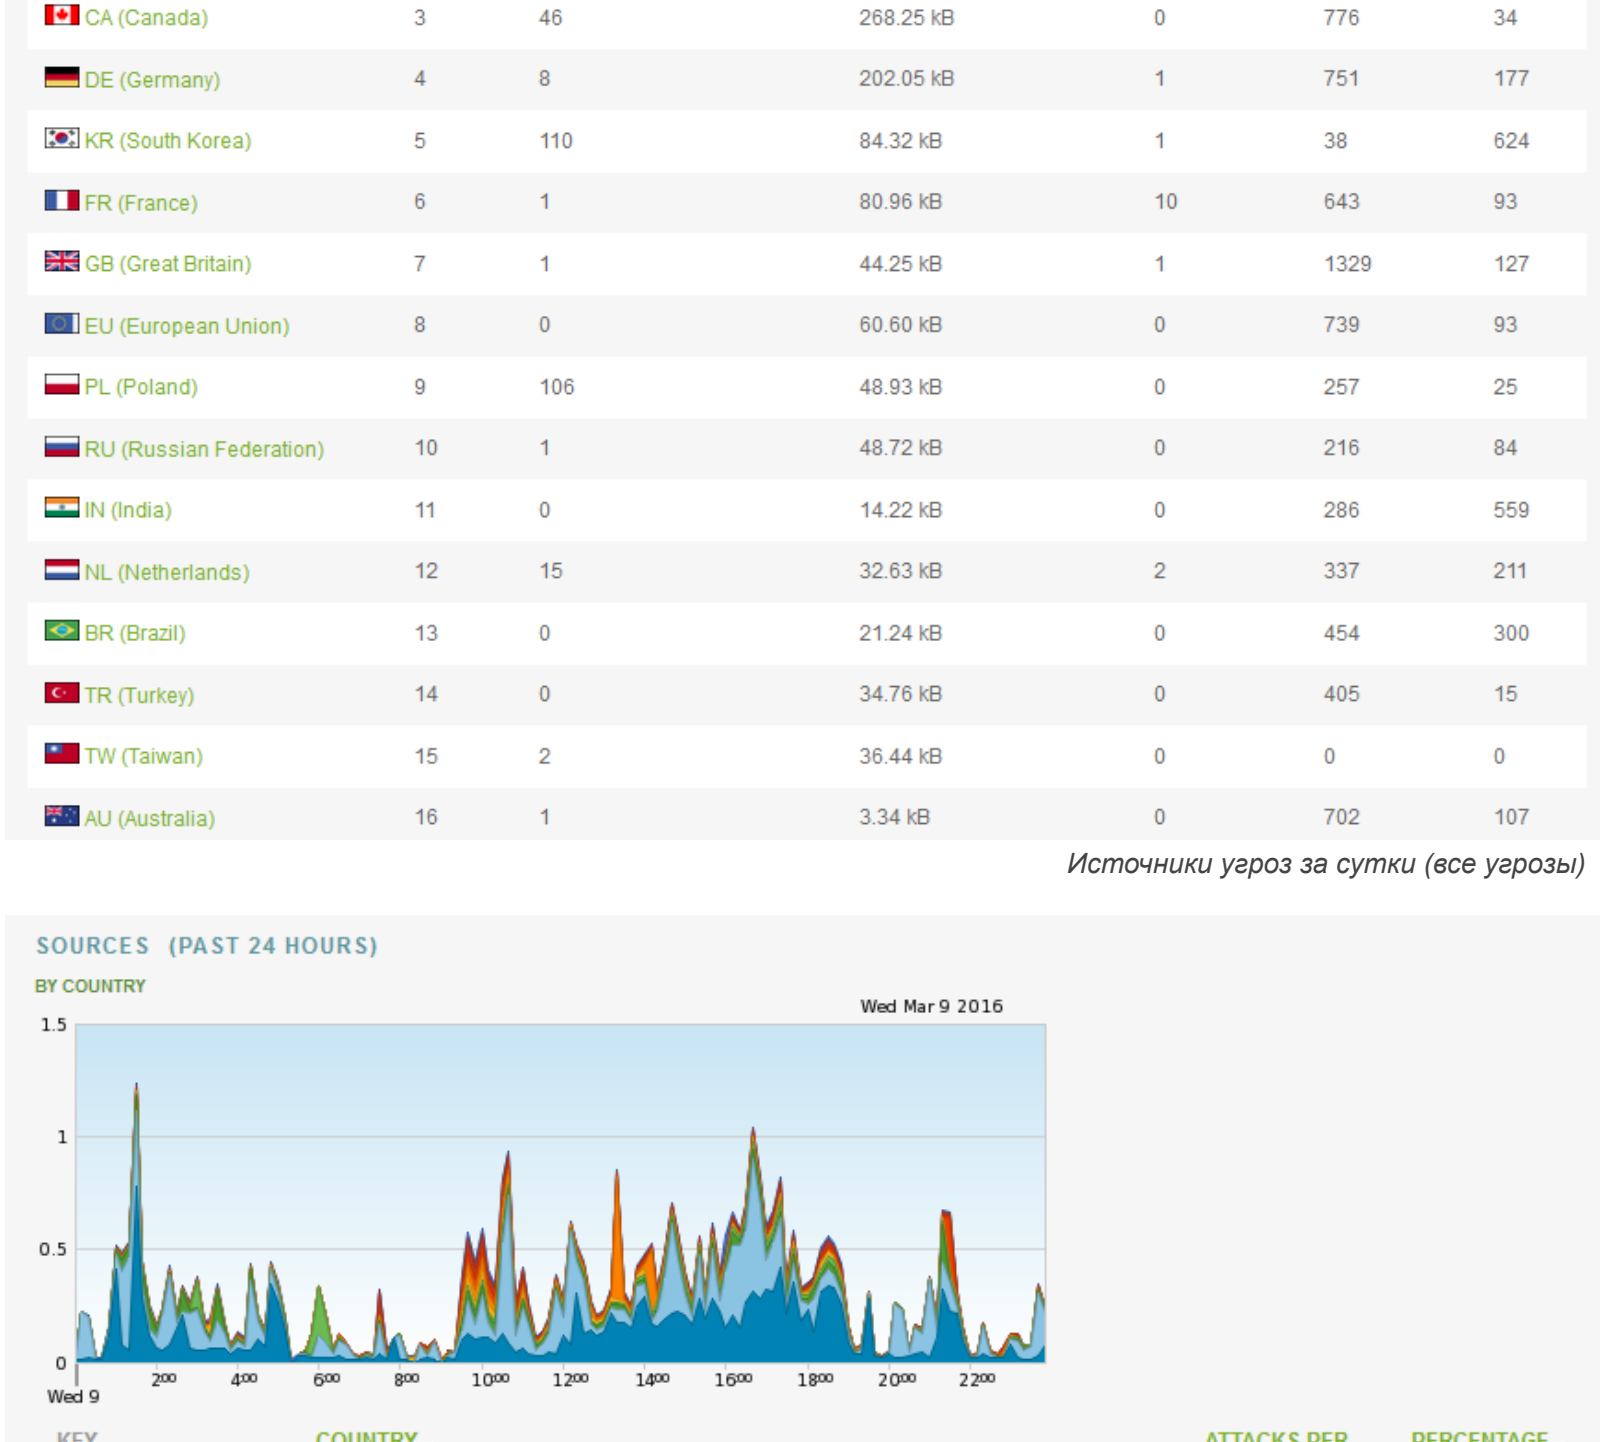 CA (Canada) 3 46 268.25 kB 0 776 34
DE (Germany) 4 8 202.05 kB 1 751 177
KR (South Korea) 5 110 84.32 kB 1 38 624
FR (France) 6 1 80.96 kB 10 643 93
GB (Great Britain) 7 1 44.25 kB 1 1329 127
EU (European Union) 8 0 60.60 kB 0 739 93
PL (Poland) 9 106 48.93 kB 0 257 25
RU (Russian Federation) 10 1 48.72 kB 0 216 84
IN (India) 11 0 14.22 kB 0 286 559
NL (Netherlands) 12 15 32.63 kB 2 337 211
BR (Brazil) 13 0 21.24 kB 0 454 300
TR (Turkey) 14 0 34.76 kB 0 405 15
TW (Taiwan) 15 2 36.44 kB 0 0 0
AU (Australia) 16 1 3.34 kB 0 702 107
Источники угроз за сутки (все угрозы)
SOURCES (PAST 24 HOURS)
BY COUNTRY
Wed Mar 9 2016
1.5
1
0.5
0
200 400 600 800 1000 1200 1400 1600 1800 2000 2200
Wed 9
KEY COUNTRY ATTACKS PER PERCENTAGE